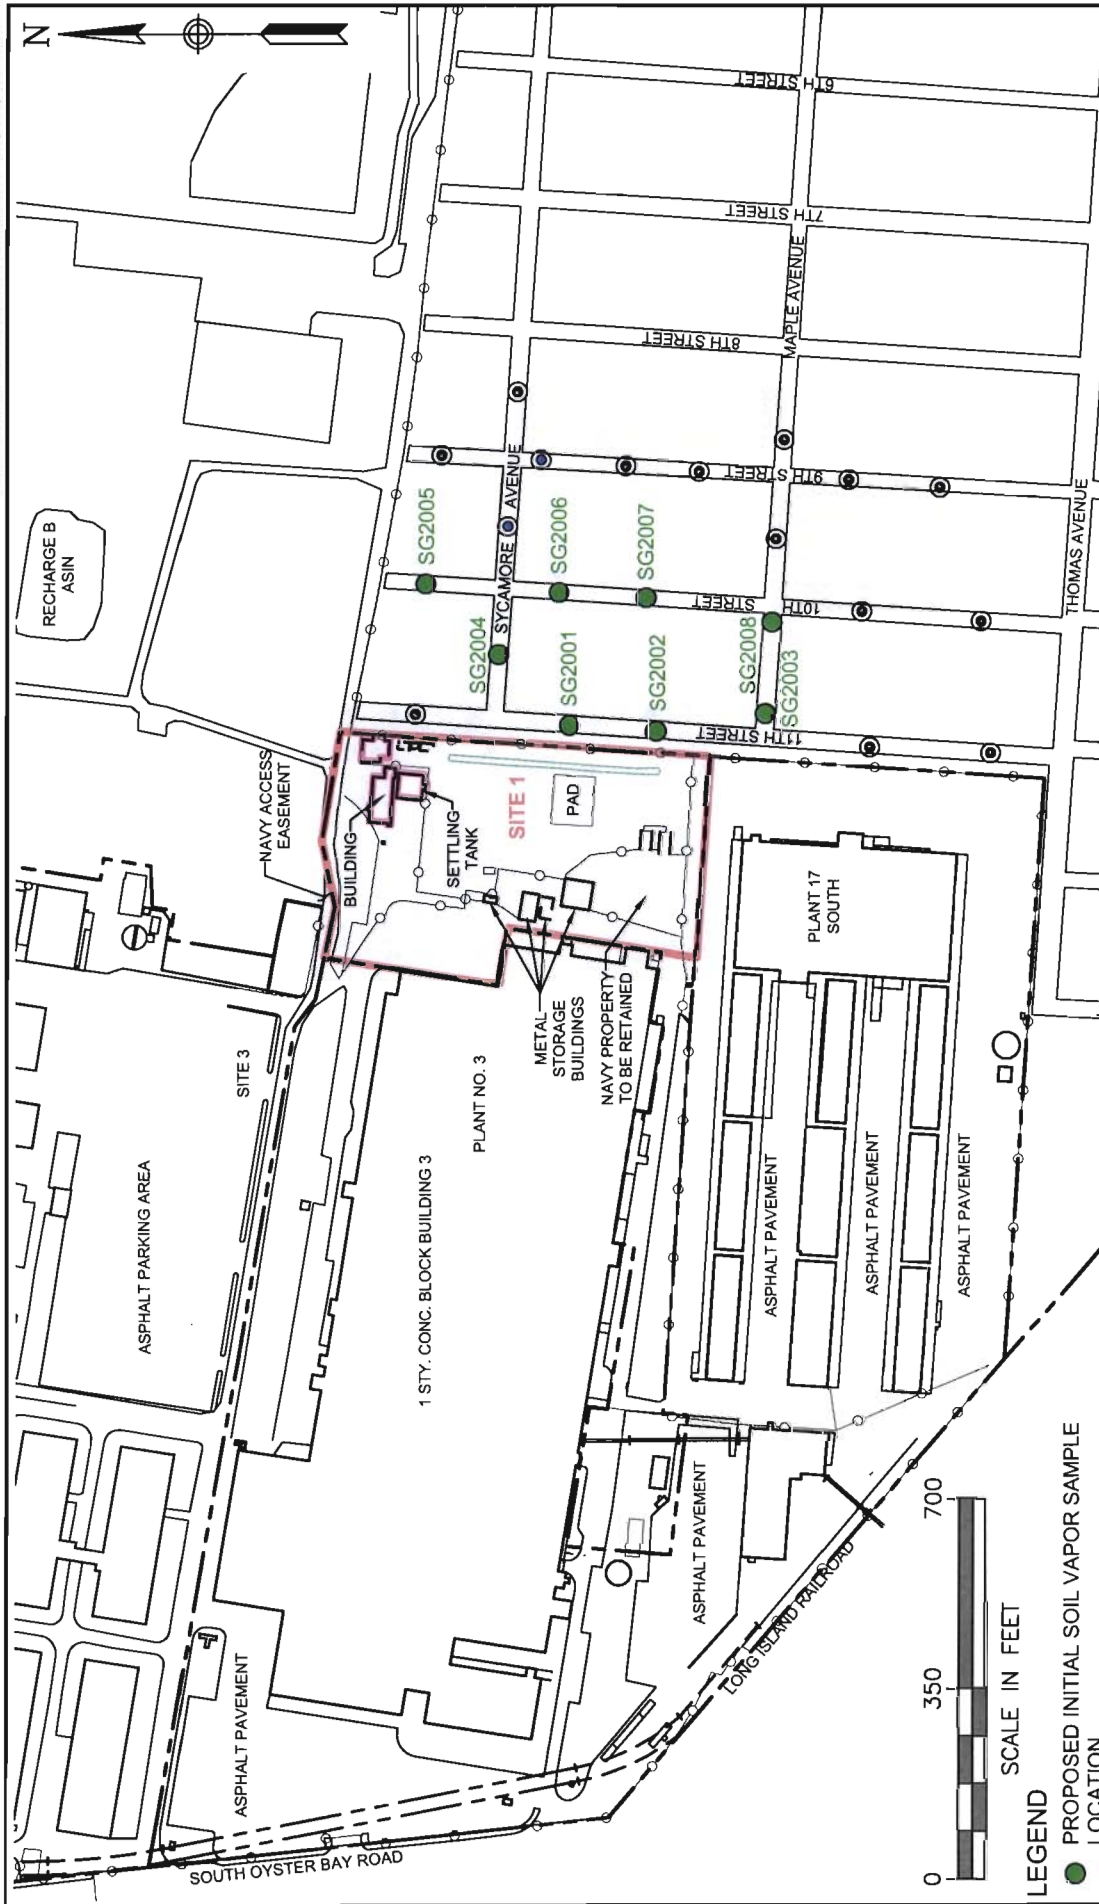 N
RECHARGE B
ASIN
NAVY ACCESS
EASEMENT
BUILDING
SETTLING
TANK
SITE 1
PAD
METAL
STORAGE
BUILDINGS
NAVY PROPERTY
TO BE RETAINED
SITE 3
ASPHALT PARKING AREA
PLANT NO. 3
1 STY. CONC. BLOCK BUILDING 3
PLANT 17
SOUTH
ASPHALT PAVEMENT
ASPHALT PAVEMENT
ASPHALT PAVEMENT
ASPHALT PAVEMENT
ASPHALT PAVEMENT
SOUTH OYSTER BAY ROAD
LONG ISLAND RAILROAD
SYCAMORE AVENUE
MAPLE AVENUE
THOMAS AVENUE
6TH STREET
7TH STREET
8TH STREET
9TH STREET
10TH STREET
11TH STREET
SG2005
SG2004
SG2006
SG2001
SG2007
SG2002
SG2008
SG2003
0 350 700
SCALE IN FEET
LEGEND
PROPOSED INITIAL SOIL VAPOR SAMPLE
LOCATION